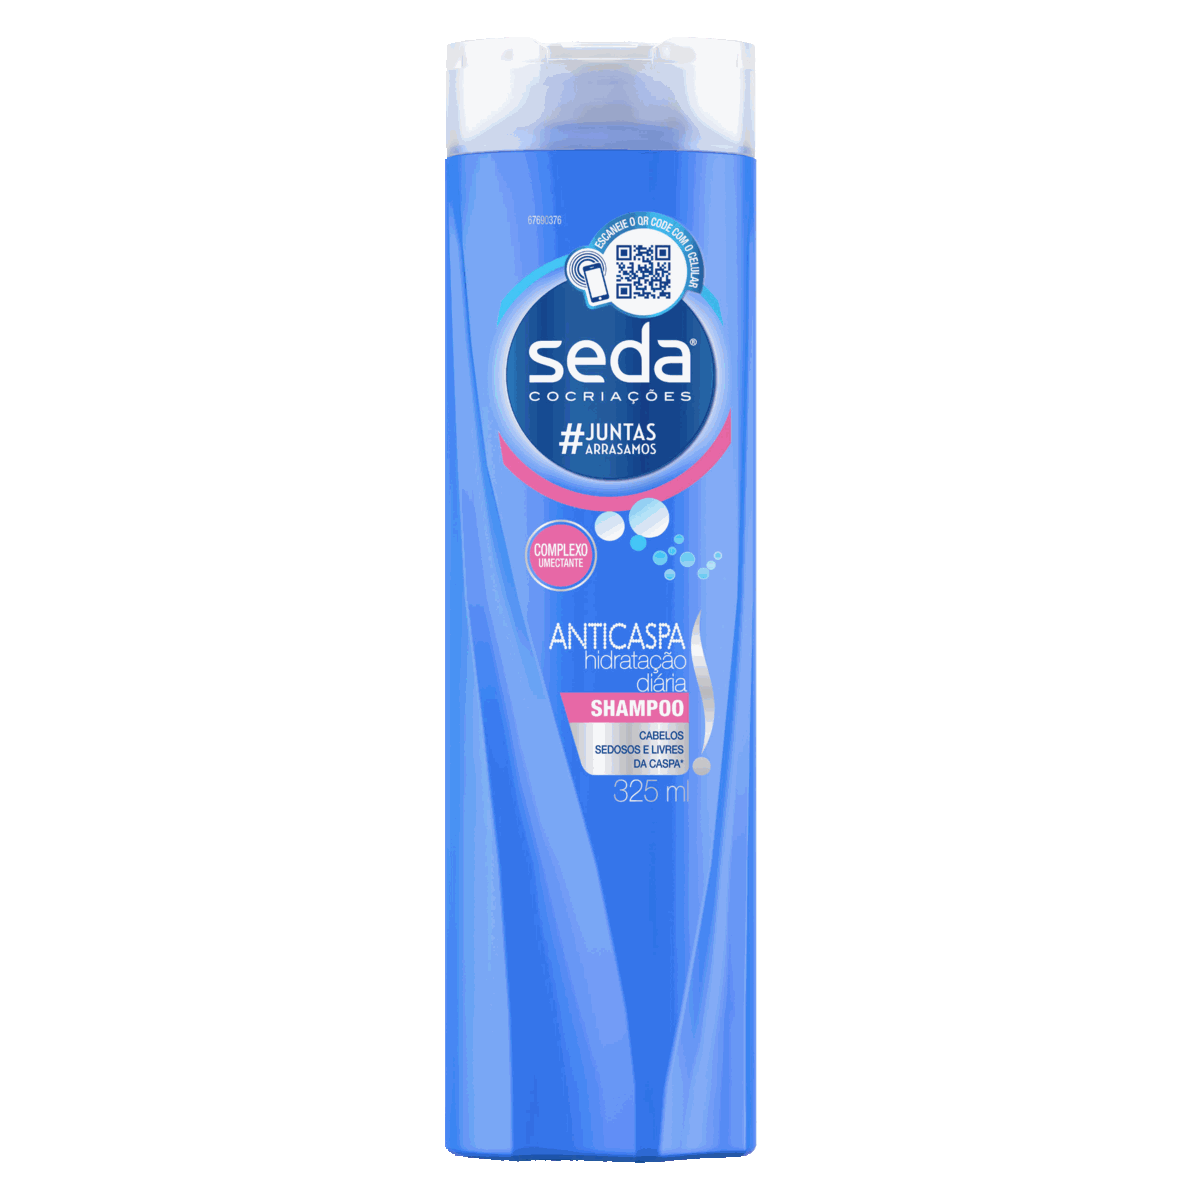 67690376
ESCANEIE O QR CODE COM O CELULAR
seda®
COCRIAÇÕES
#JUNTAS
ARRASAMOS
COMPLEXO
UMECTANTE
ANTICASPA
hidratação
diária
SHAMPOO
CABELOS
SEDOSOS E LIVRES
DA CASPA*
325 ml